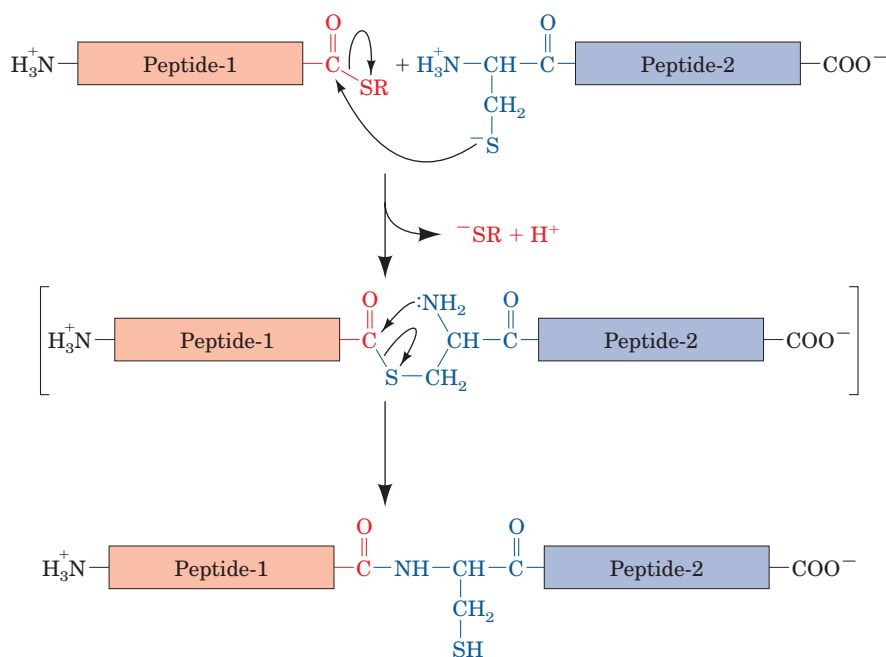 O O
H₃N⁺— Peptide-1 —C + H₃N⁺—CH—C— Peptide-2 —COO⁻
SR CH₂
⁻S
⁻SR + H⁺
O :NH₂ O
H₃N⁺— Peptide-1 —C CH—C— Peptide-2 —COO⁻
S—CH₂
O O
H₃N⁺— Peptide-1 —C—NH—CH—C— Peptide-2 —COO⁻
CH₂
SH